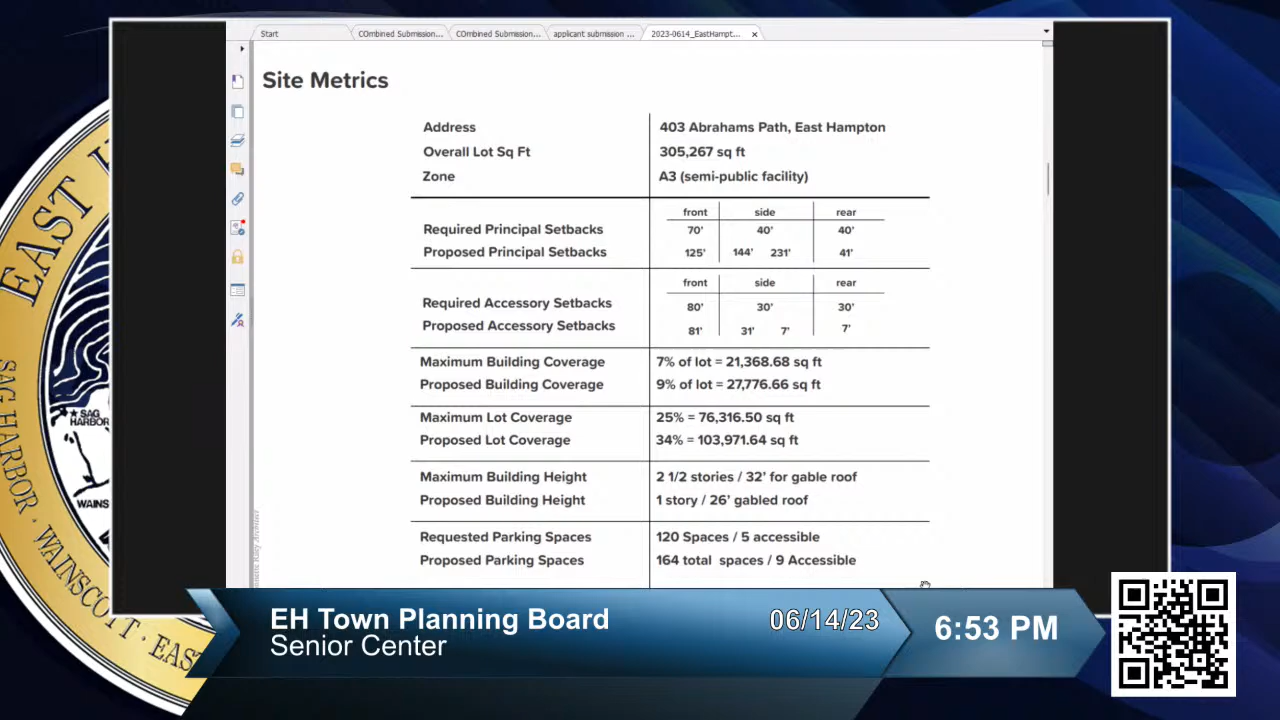 Start
COmbined Submission...
COmbined Submission...
applicant submission ...
2023-0614_EastHampt...
Site Metrics
Address 403 Abrahams Path, East Hampton
Overall Lot Sq Ft 305,267 sq ft
Zone A3 (semi-public facility)
front side rear
Required Principal Setbacks 70' 40' 40'
Proposed Principal Setbacks 125' 144' 231' 41'
front side rear
Required Accessory Setbacks 80' 30' 30'
Proposed Accessory Setbacks 81' 31' 7' 7'
Maximum Building Coverage 7% of lot = 21,368.68 sq ft
Proposed Building Coverage 9% of lot = 27,776.66 sq ft
Maximum Lot Coverage 25% = 76,316.50 sq ft
Proposed Lot Coverage 34% = 103,971.64 sq ft
Maximum Building Height 2 1/2 stories / 32' for gable roof
Proposed Building Height 1 story / 26' gabled roof
Requested Parking Spaces 120 Spaces / 5 accessible
Proposed Parking Spaces 164 total spaces / 9 Accessible
EAST H
SAG HARBOR · WAINSCOTT · EAS
SAG
HARBOR
WAINS
EH Town Planning Board
Senior Center
06/14/23
6:53 PM